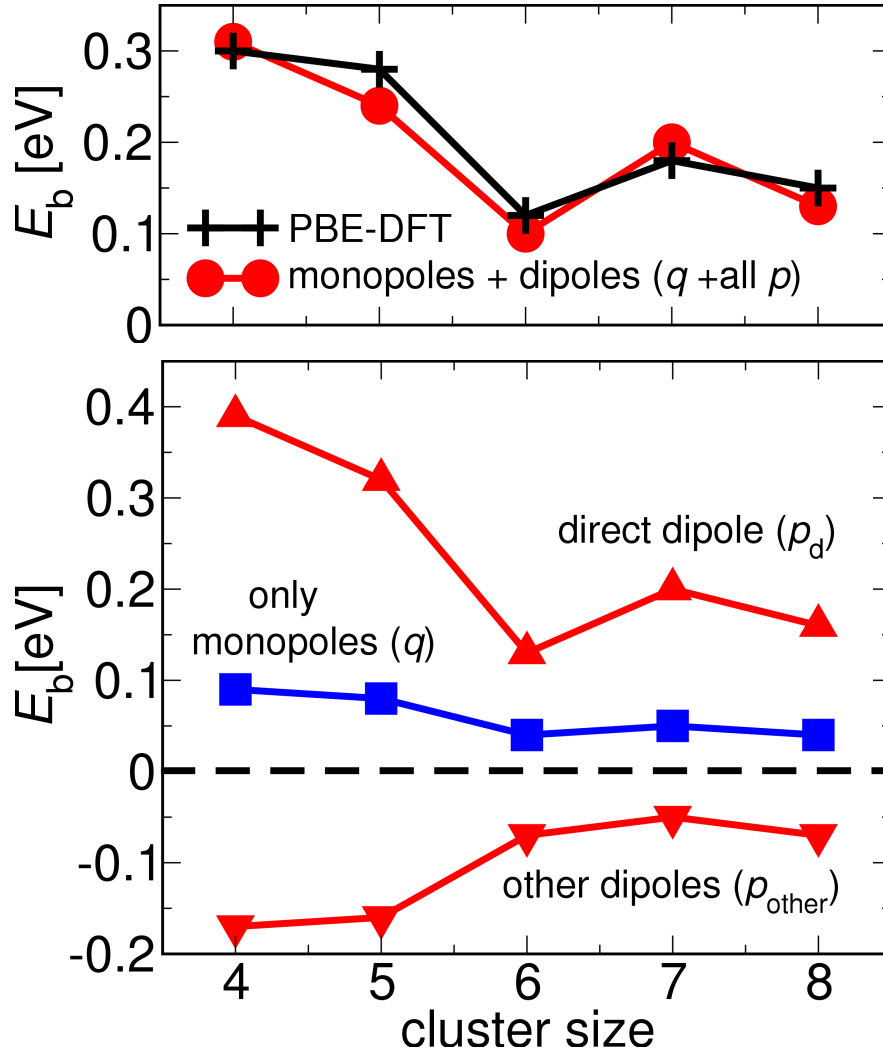 0.3
0.2
0.1
0
E_b [eV]
PBE-DFT
monopoles + dipoles (q +all p)
0.4
0.3
0.2
0.1
0
-0.1
-0.2
E_b[eV]
direct dipole (p_d)
only
monopoles (q)
other dipoles (p_other)
4 5 6 7 8
cluster size